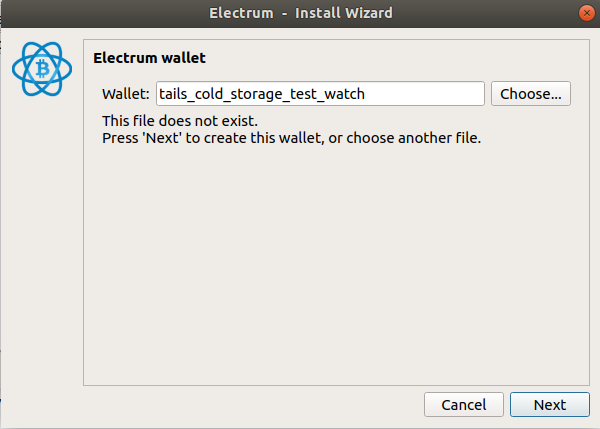 Electrum - Install Wizard
Electrum wallet
Wallet: tails_cold_storage_test_watch Choose...
This file does not exist.
Press 'Next' to create this wallet, or choose another file.
Cancel Next